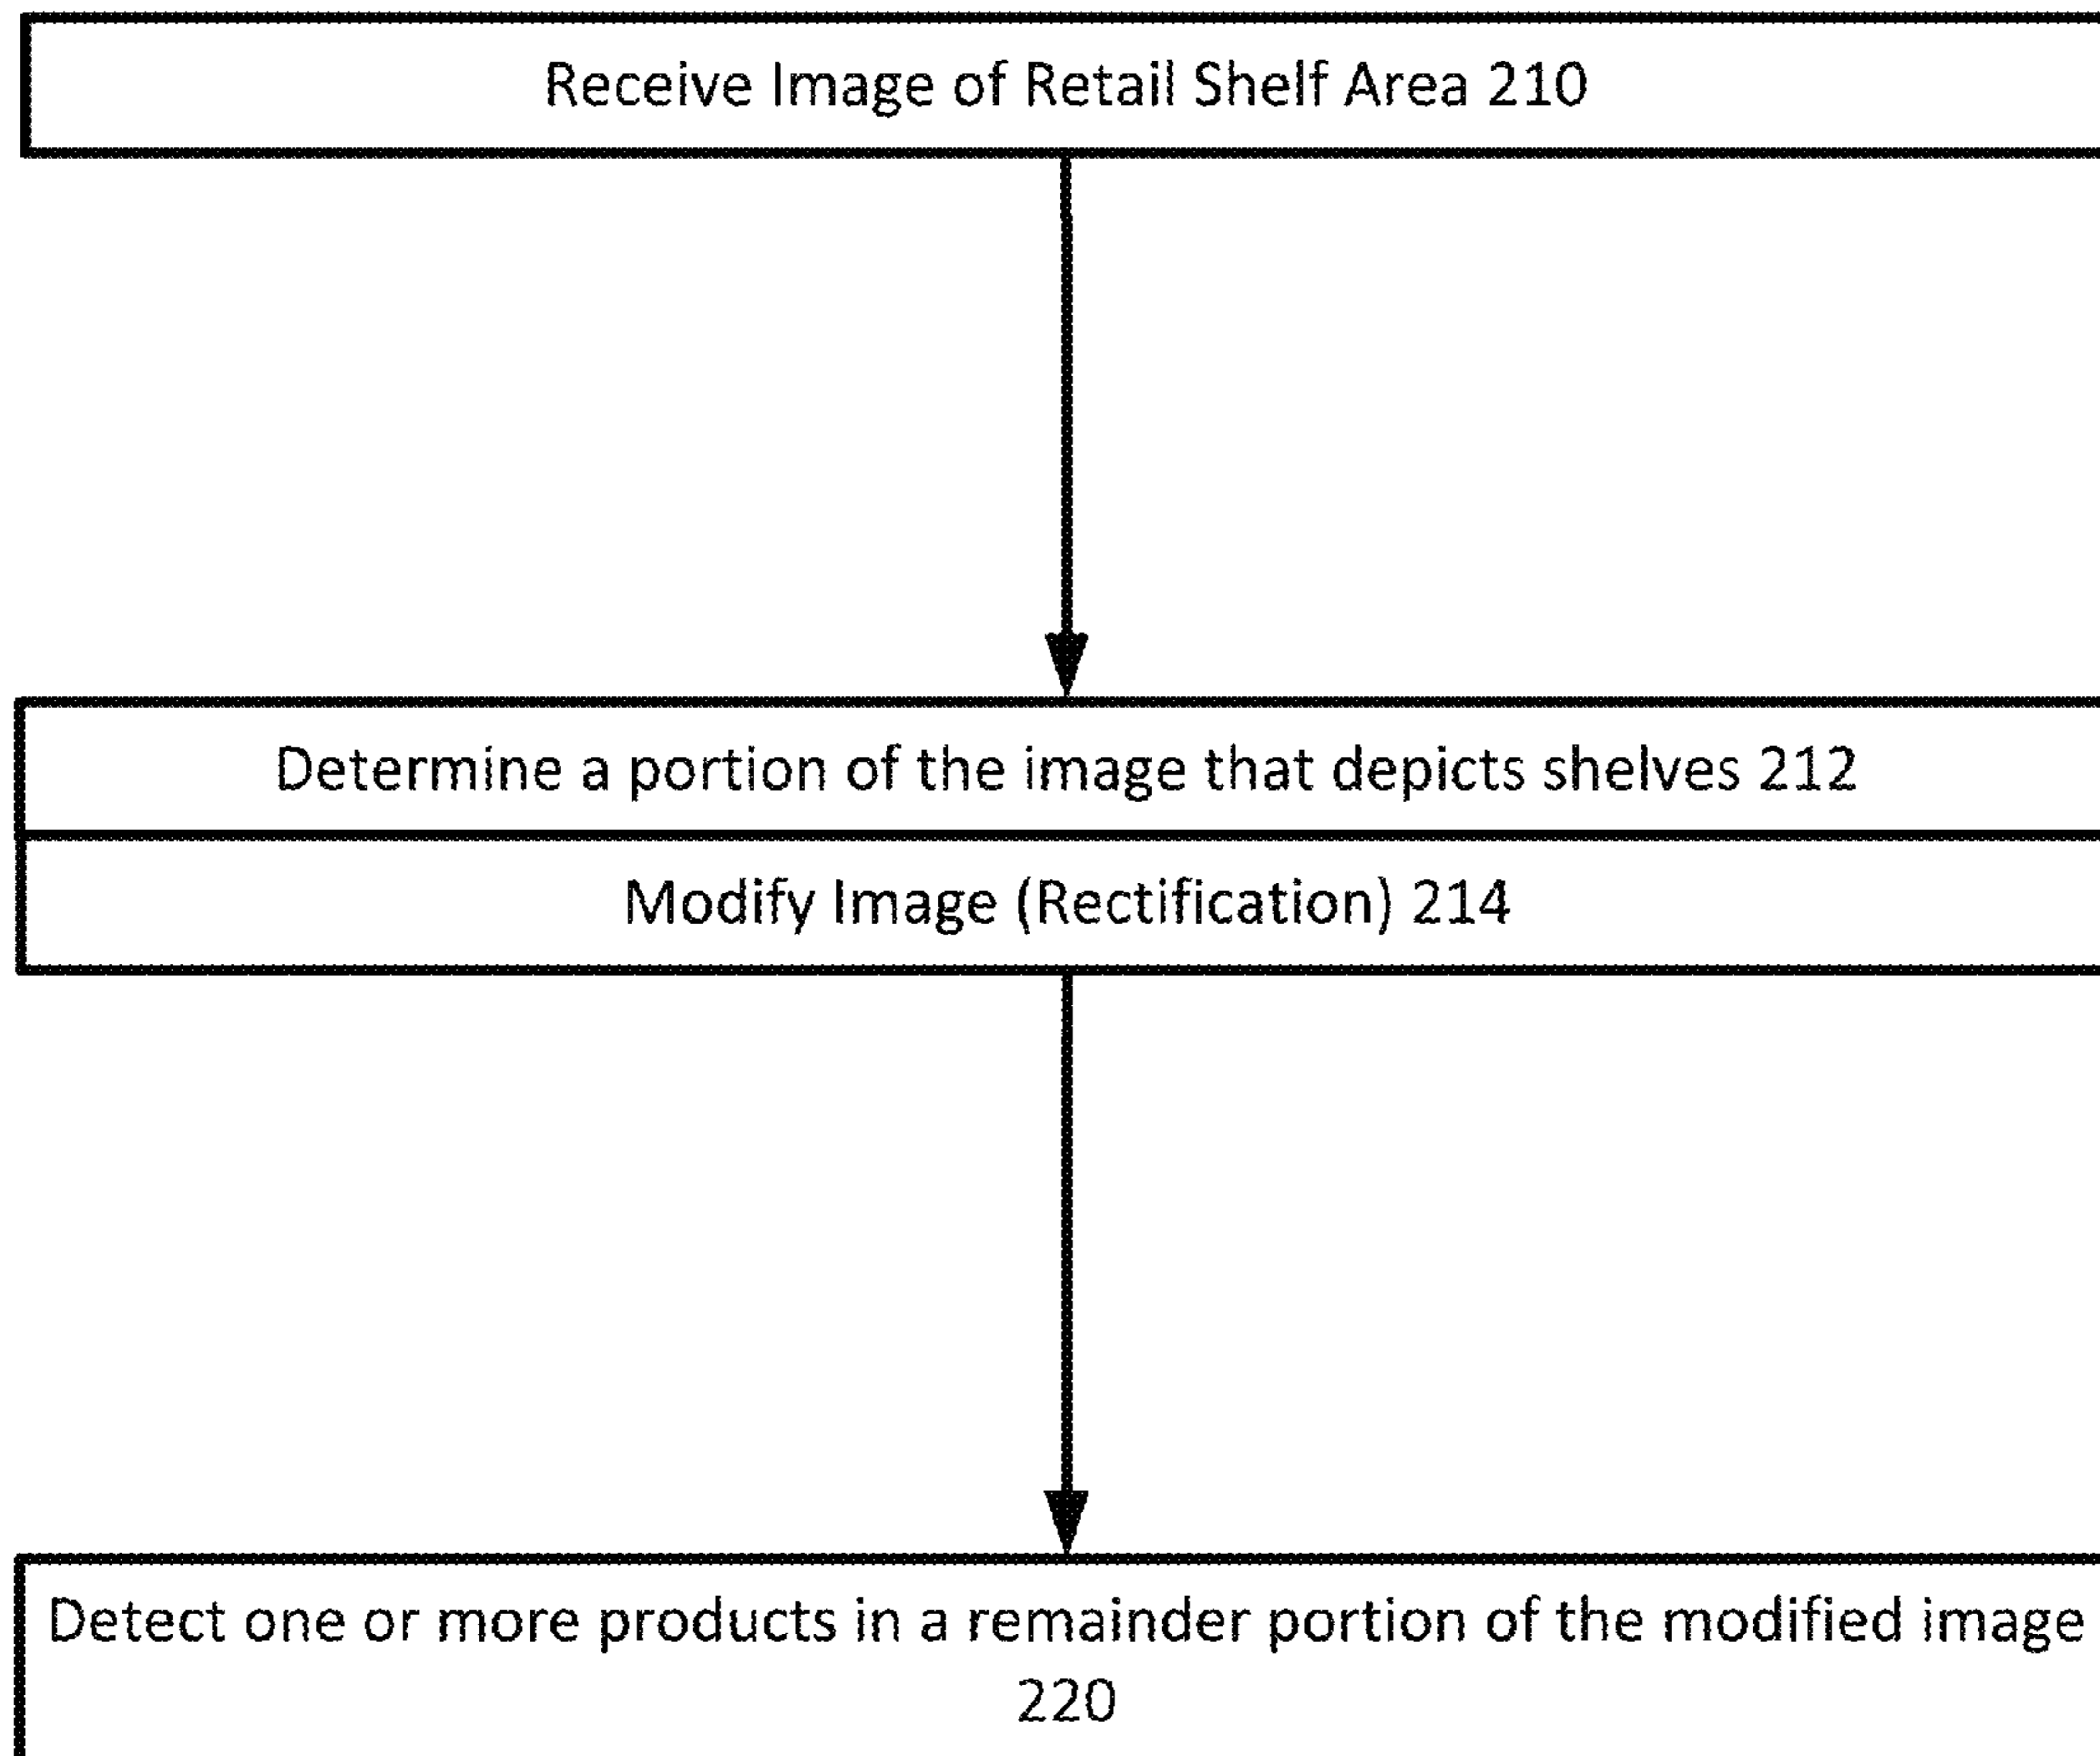 Receive Image of Retail Shelf Area 210
Determine a portion of the image that depicts shelves 212
Modify Image (Rectification) 214
Detect one or more products in a remainder portion of the modified image
220